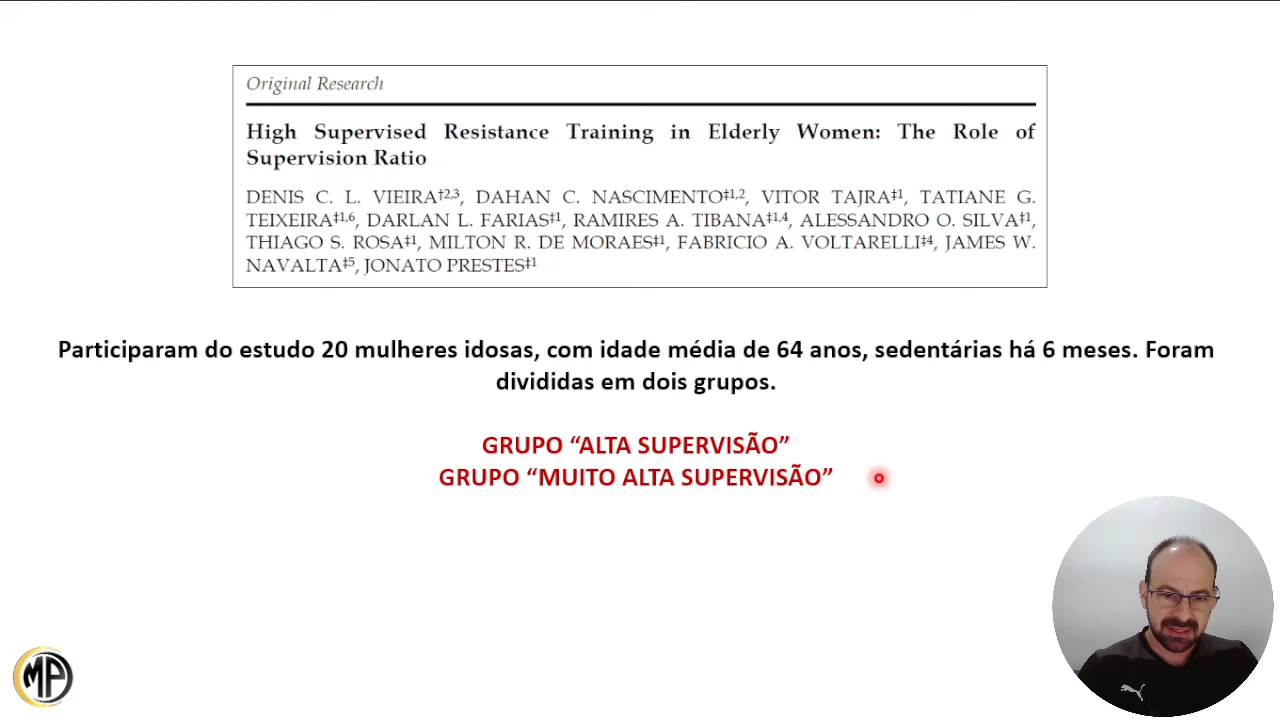 Original Research
High Supervised Resistance Training in Elderly Women: The Role of
Supervision Ratio
DENIS C. L. VIEIRA†2,3, DAHAN C. NASCIMENTO‡1,2, VITOR TAJRA‡1, TATIANE G.
TEIXEIRA‡1,6, DARLAN L. FARIAS‡1, RAMIRES A. TIBANA‡1,4, ALESSANDRO O. SILVA‡1,
THIAGO S. ROSA‡1, MILTON R. DE MORAES‡1, FABRICIO A. VOLTARELLI‡4, JAMES W.
NAVALTA‡5, JONATO PRESTES‡1
Participaram do estudo 20 mulheres idosas, com idade média de 64 anos, sedentárias há 6 meses. Foram
divididas em dois grupos.
GRUPO “ALTA SUPERVISÃO”
GRUPO “MUITO ALTA SUPERVISÃO”
MP